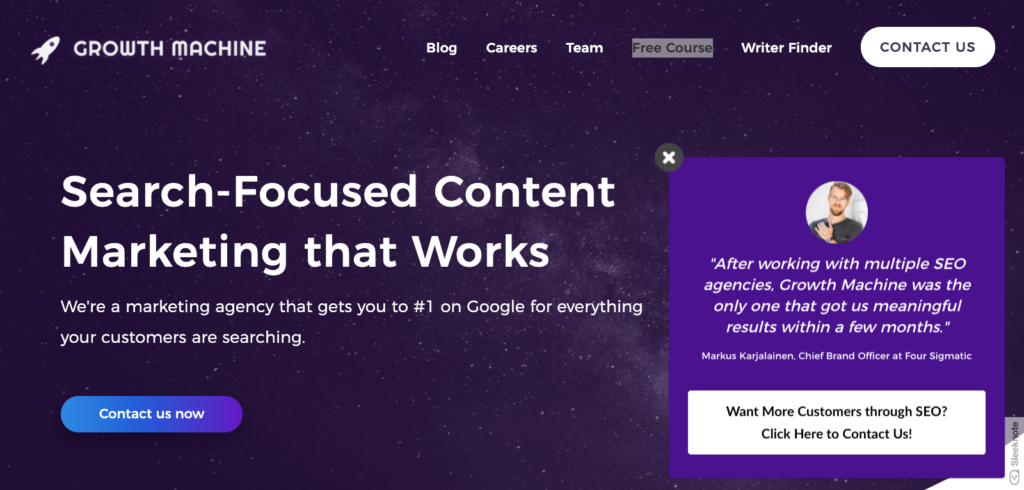 GROWTH MACHINE
Blog
Careers
Team
Free Course
Writer Finder
CONTACT US
Search-Focused Content
Marketing that Works
We're a marketing agency that gets you to #1 on Google for everything
your customers are searching.
Contact us now
"After working with multiple SEO
agencies, Growth Machine was the
only one that got us meaningful
results within a few months."
Markus Karjalainen, Chief Brand Officer at Four Sigmatic
Want More Customers through SEO?
Click Here to Contact Us!
Sleeknote